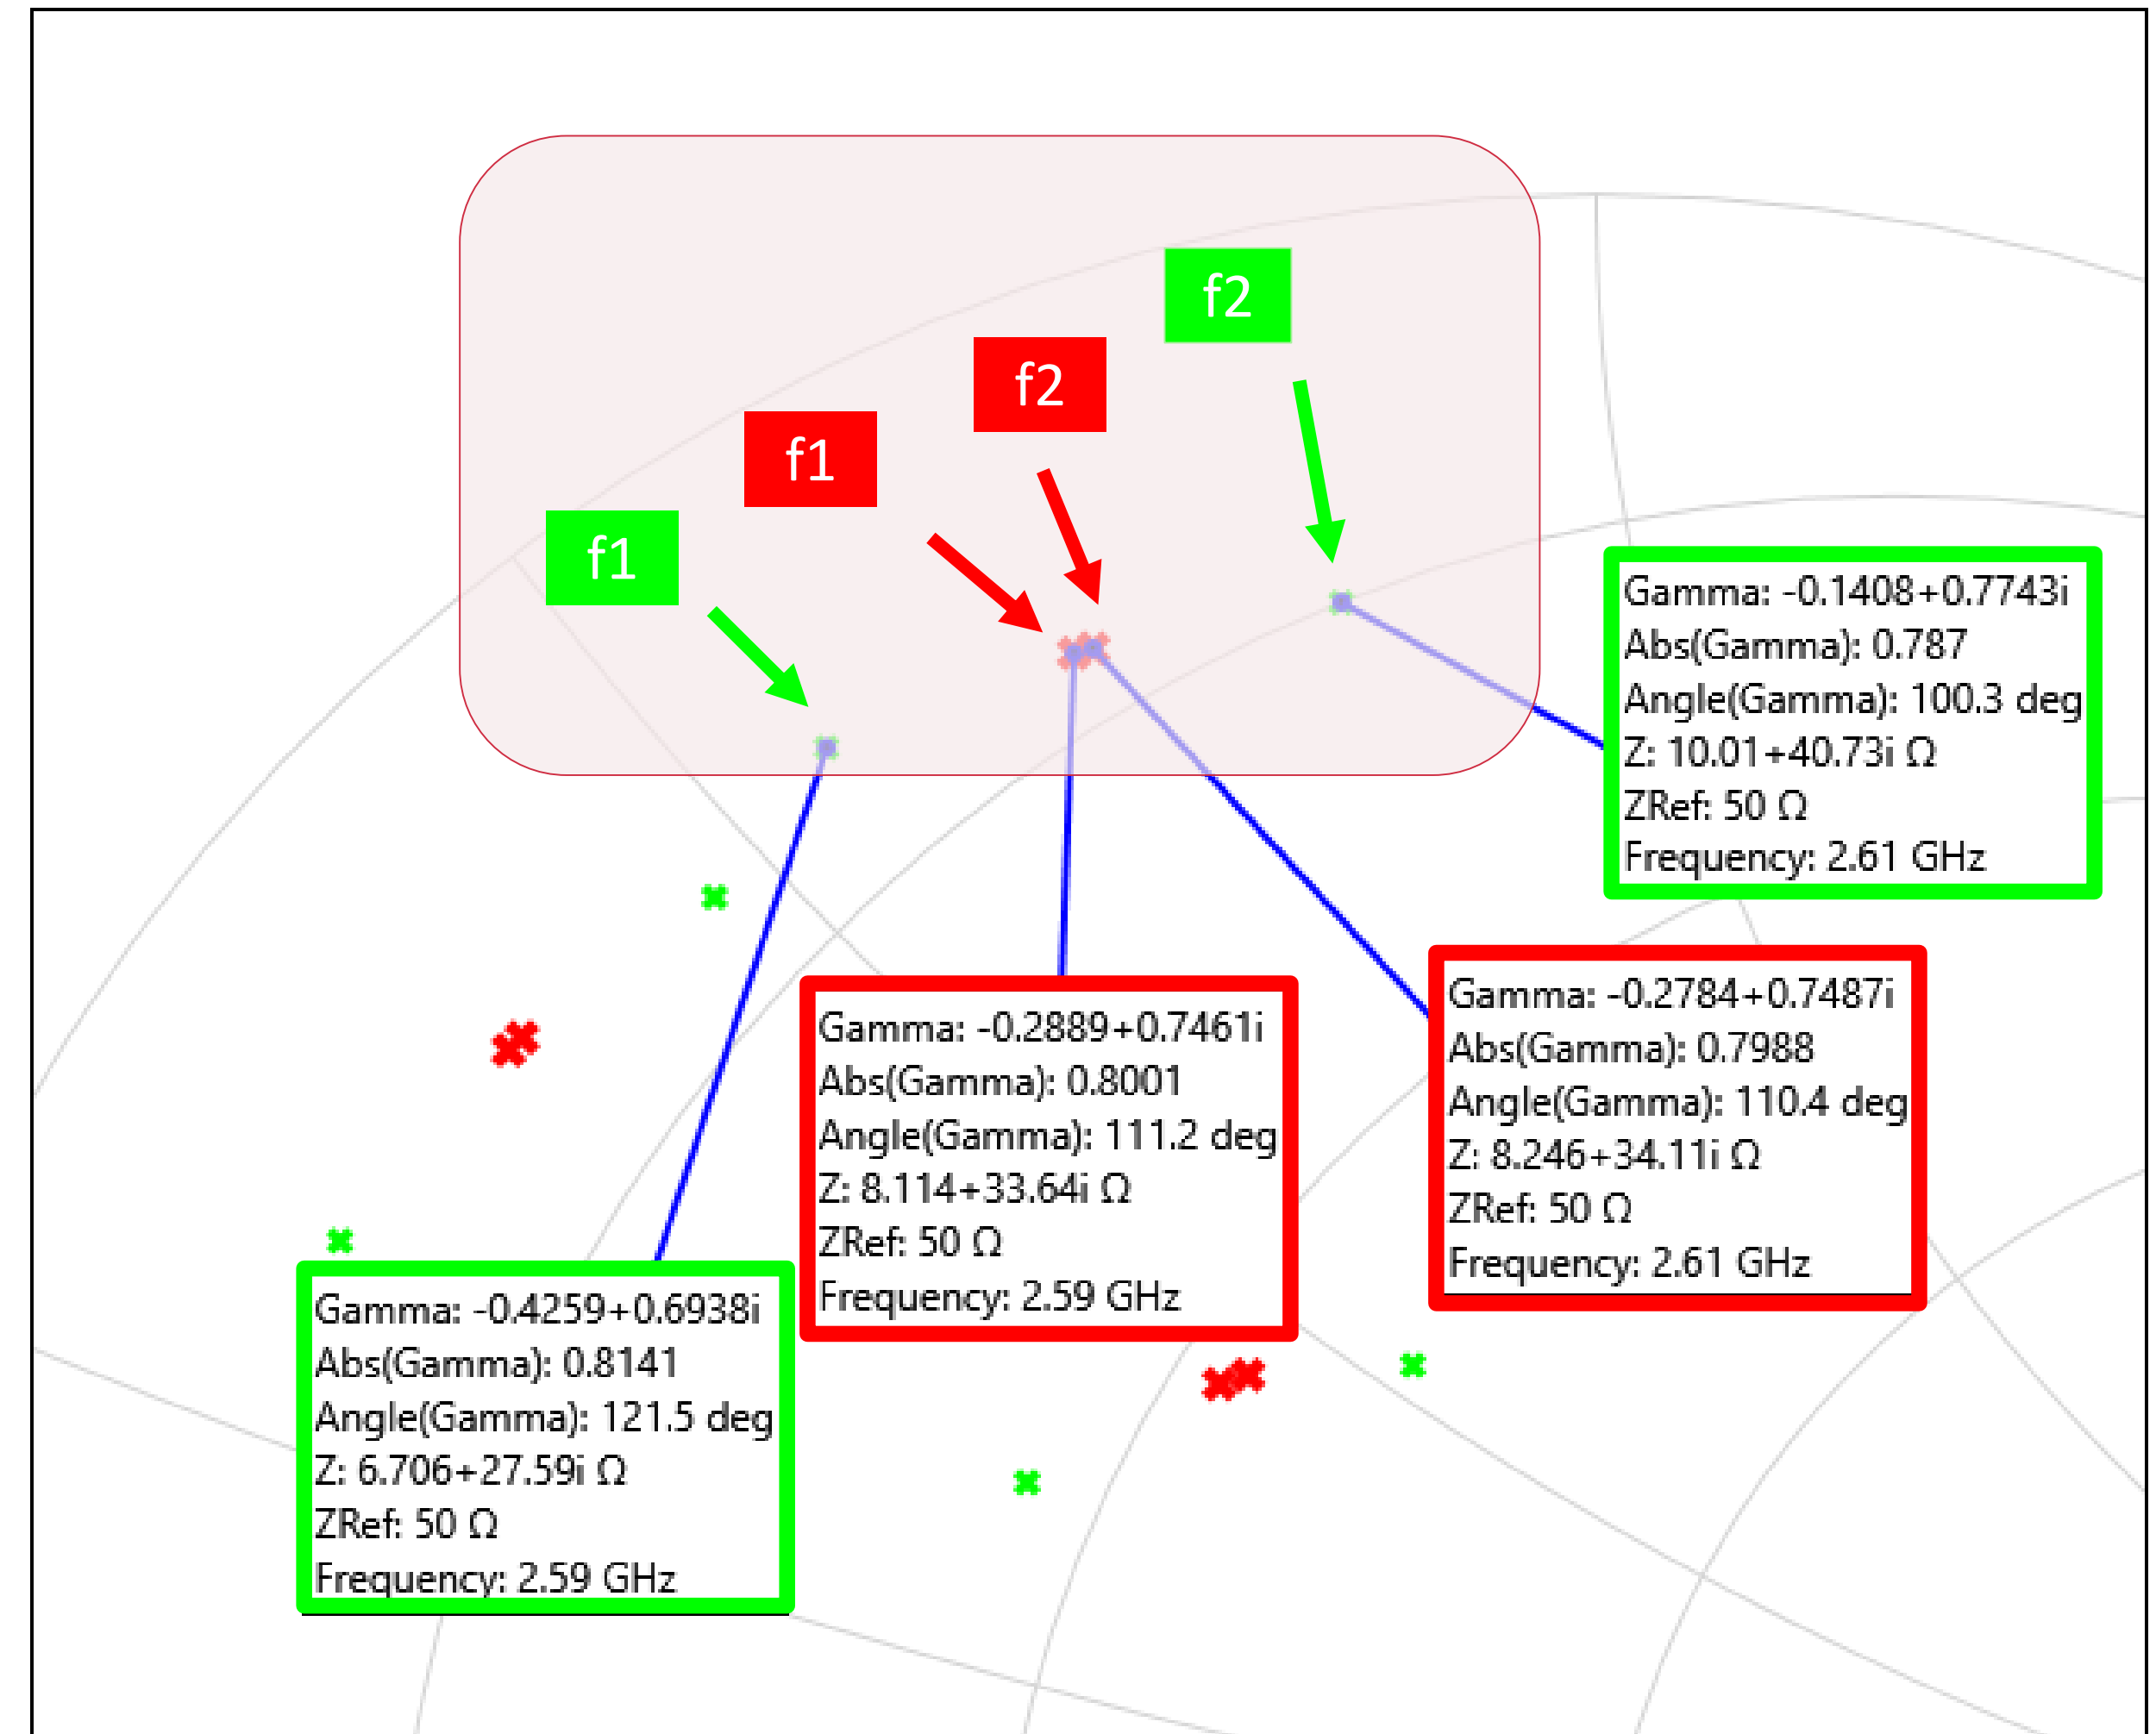 f2
f2
f1
f1
Gamma: -0.1408+0.7743i
Abs(Gamma): 0.787
Angle(Gamma): 100.3 deg
Z: 10.01+40.73i Ω
ZRef: 50 Ω
Frequency: 2.61 GHz
Gamma: -0.2784+0.7487i
Abs(Gamma): 0.7988
Angle(Gamma): 110.4 deg
Z: 8.246+34.11i Ω
ZRef: 50 Ω
Frequency: 2.61 GHz
Gamma: -0.2889+0.7461i
Abs(Gamma): 0.8001
Angle(Gamma): 111.2 deg
Z: 8.114+33.64i Ω
ZRef: 50 Ω
Frequency: 2.59 GHz
Gamma: -0.4259+0.6938i
Abs(Gamma): 0.8141
Angle(Gamma): 121.5 deg
Z: 6.706+27.59i Ω
ZRef: 50 Ω
Frequency: 2.59 GHz